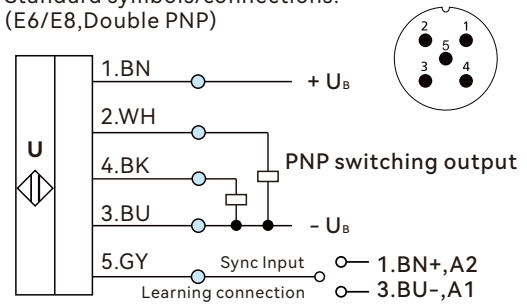 Standard symbols/connections:
(E6/E8,Double PNP)
2 1
5
3 4
1.BN
+ UB
2.WH
U
PNP switching output
4.BK
3.BU
- UB
5.GY
Sync Input
1.BN+,A2
Learning connection
3.BU-,A1